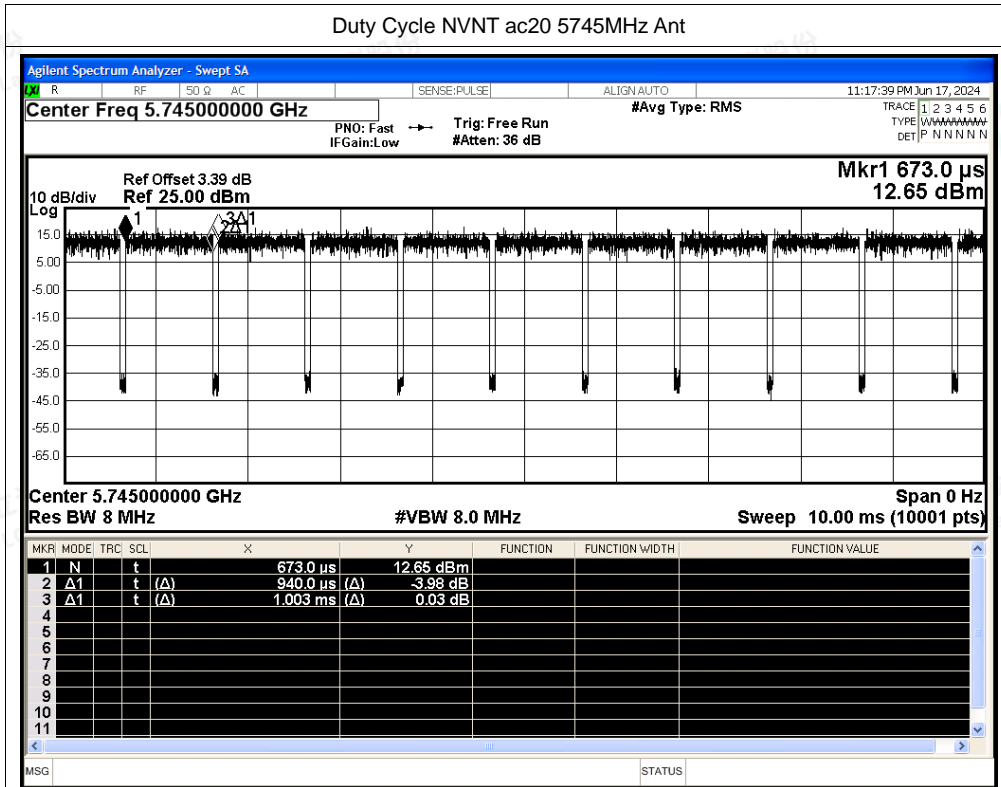 Duty Cycle NVNT ac20 5745MHz Ant
Agilent Spectrum Analyzer - Swept SA
LXI R RF 50 Ω AC SENSE:PULSE ALIGN AUTO 11:17:39 PM Jun 17, 2024
Center Freq 5.745000000 GHz #Avg Type: RMS TRACE 1 2 3 4 5 6
PNO: Fast Trig: Free Run TYPE WWWWWW
IFGain:Low #Atten: 36 dB DET P N N N N N
Mkr1 673.0 µs
Ref Offset 3.39 dB
10 dB/div Ref 25.00 dBm 12.65 dBm
Log
1 2Δ1 3Δ1
15.0
5.00
-5.00
-15.0
-25.0
-35.0
-45.0
-55.0
-65.0
Center 5.745000000 GHz Span 0 Hz
Res BW 8 MHz #VBW 8.0 MHz Sweep 10.00 ms (10001 pts)
MKR MODE TRC SCL X Y FUNCTION FUNCTION WIDTH FUNCTION VALUE
1 N t 673.0 µs 12.65 dBm
2 Δ1 t (Δ) 940.0 µs (Δ) -3.98 dB
3 Δ1 t (Δ) 1.003 ms (Δ) 0.03 dB
4
5
6
7
8
9
10
11
MSG STATUS